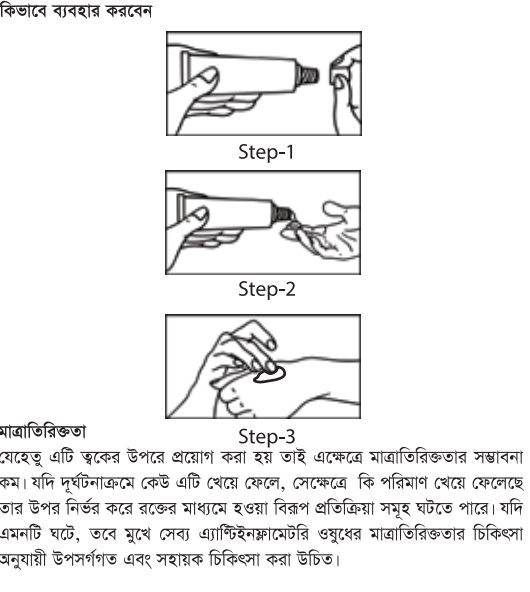 কিভাবে ব্যবহার করবেন
Step-1
Step-2
Step-3
মাত্রাতিরিক্ততা
যেহেতু এটি ত্বকের উপরে প্রয়োগ করা হয় তাই এক্ষেত্রে মাত্রাতিরিক্ততার সম্ভাবনা
কম। যদি দূর্ঘটনাক্রমে কেউ এটি খেয়ে ফেলে, সেক্ষেত্রে কি পরিমাণ খেয়ে ফেলেছে
তার উপর নির্ভর করে রক্তের মাধ্যমে হওয়া বিরূপ প্রতিক্রিয়া সমূহ ঘটতে পারে। যদি
এমনটি ঘটে, তবে মুখে সেব্য এ্যান্টিইনফ্লামেটরি ওষুধের মাত্রাতিরিক্ততার চিকিৎসা
অনুযায়ী উপসর্গগত এবং সহায়ক চিকিৎসা করা উচিত।